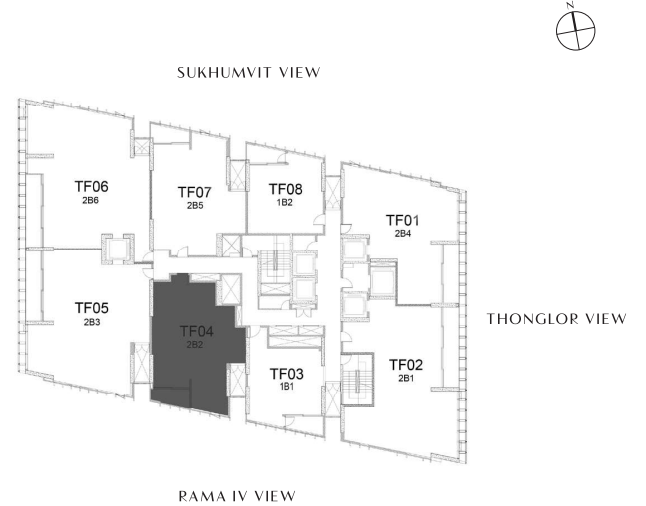 N
SUKHUMVIT VIEW
TF06
2B6
TF07
2B5
TF08
1B2
TF01
2B4
TF05
2B3
TF04
2B2
THONGLOR VIEW
TF03
1B1
TF02
2B1
RAMA IV VIEW